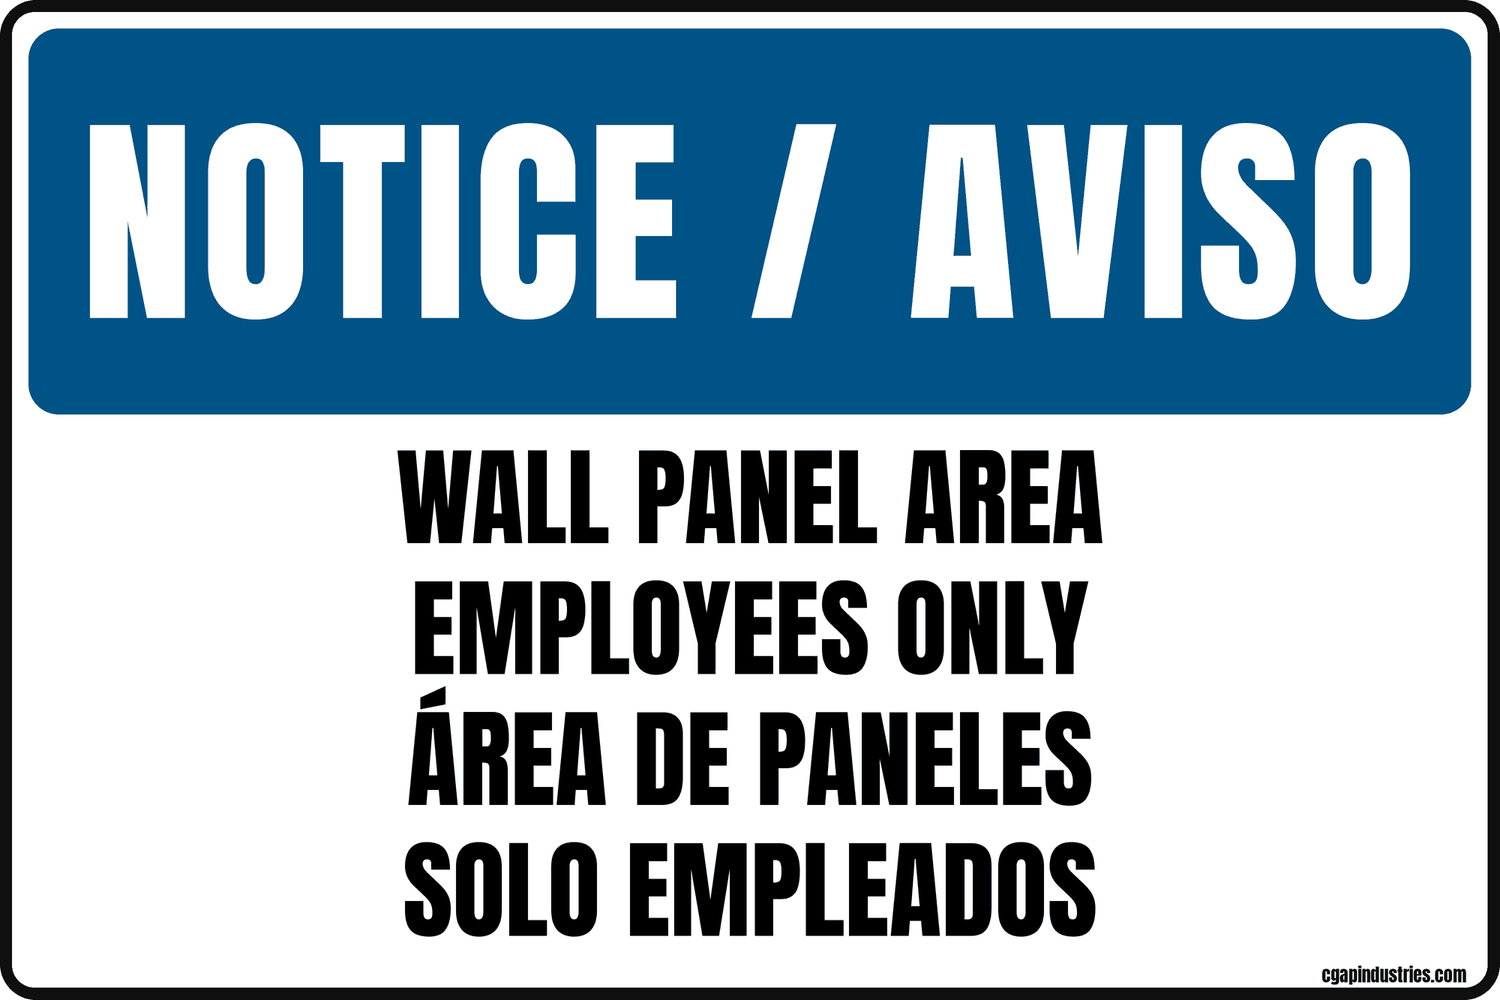 NOTICE / AVISO
WALL PANEL AREA
EMPLOYEES ONLY
ÁREA DE PANELES
SOLO EMPLEADOS
cgapindustries.com